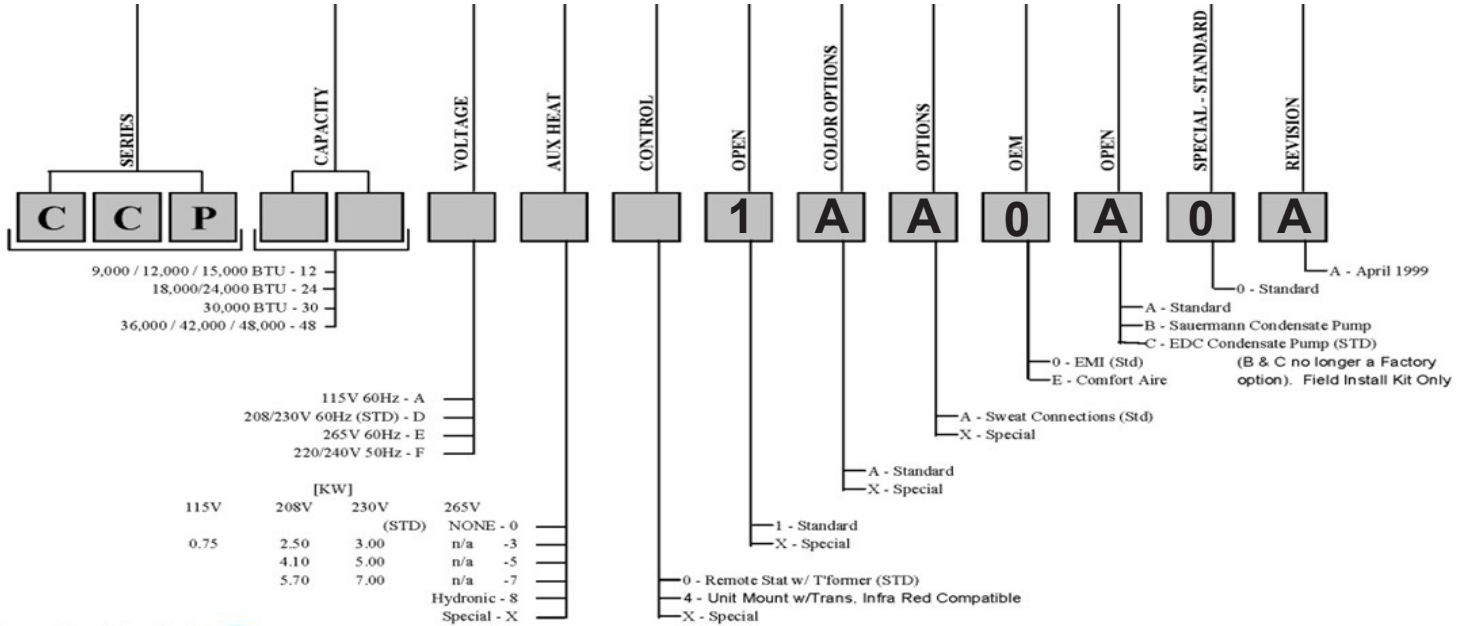 SERIES
CAPACITY
VOLTAGE
AUX HEAT
CONTROL
OPEN
COLOR OPTIONS
OPTIONS
OEM
OPEN
SPECIAL - STANDARD
REVISION
C C P 1 A A 0 A 0 A
9,000 / 12,000 / 15,000 BTU - 12
18,000/24,000 BTU - 24
30,000 BTU - 30
36,000 / 42,000 / 48,000 - 48
A - April 1999
0 - Standard
A - Standard
B - Sauermann Condensate Pump
C - EDC Condensate Pump (STD)
(B & C no longer a Factory
option). Field Install Kit Only
0 - EMI (Std)
E - Comfort Aire
115V 60Hz - A
208/230V 60Hz (STD) - D
265V 60Hz - E
220/240V 50Hz - F
A - Sweat Connections (Std)
X - Special
A - Standard
X - Special
[KW]
115V 208V 230V 265V
(STD) NONE - 0
0.75 2.50 3.00 n/a -3
4.10 5.00 n/a -5
5.70 7.00 n/a -7
Hydronic - 8
Special - X
1 - Standard
X - Special
0 - Remote Stat w/ T'former (STD)
4 - Unit Mount w/Trans, Infra Red Compatible
X - Special